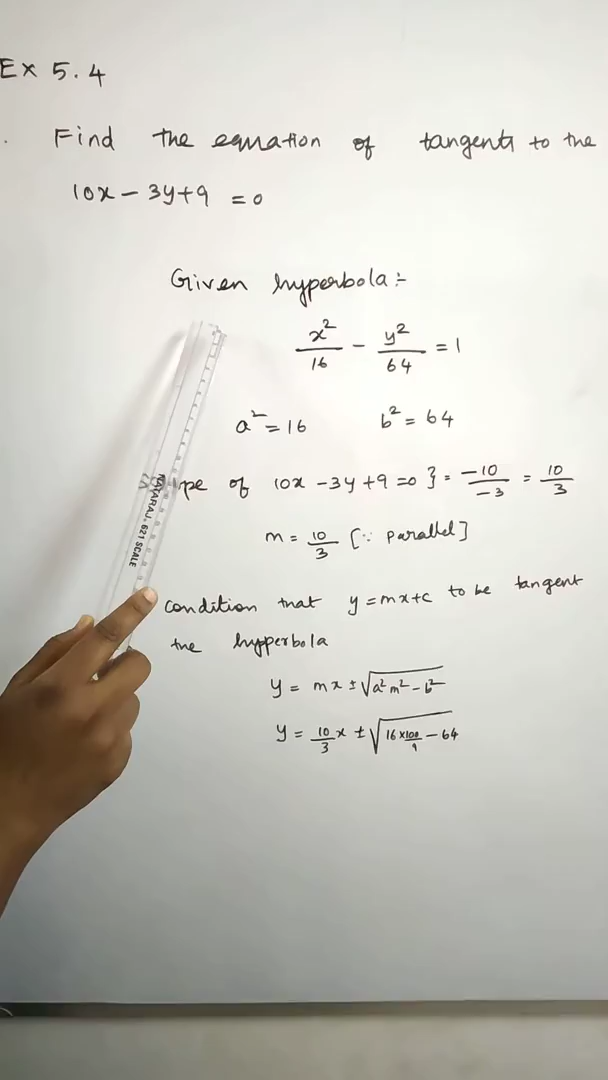 Ex 5.4
Find the equation of tangents to the
10x - 3y + 9 = 0
Given hyperbola:-
x²/16 - y²/64 = 1
a² = 16 b² = 64
pe of 10x - 3y + 9 = 0 } = -10/-3 = 10/3
m = 10/3 [∵ parallel]
condition that y = mx + c to be tangent
the hyperbola
y = mx ± √(a²m² - b²)
y = 10/3 x ± √(16 × 100/9 - 64)
NATARAJ 621 SCALE